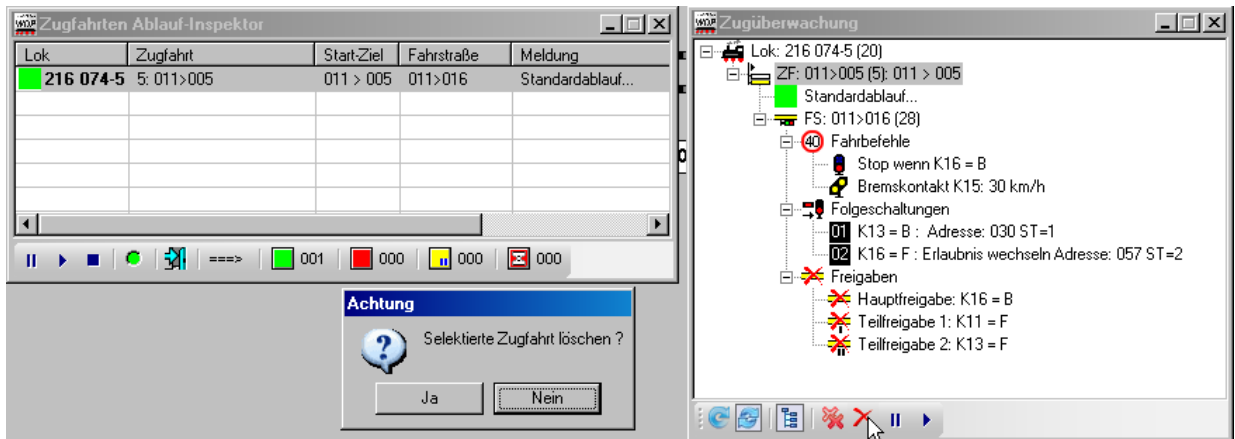 Zugfahrten Ablauf-Inspektor
Lok Zugfahrt Start-Ziel Fahrstraße Meldung
216 074-5 5: 011>005 011 > 005 011>016 Standardablauf...
===> 001 000 000 000
Achtung
Selektierte Zugfahrt löschen ?
Ja Nein
Zugüberwachung
Lok: 216 074-5 (20)
ZF: 011>005 (5): 011 > 005
Standardablauf...
FS: 011>016 (28)
40 Fahrbefehle
Stop wenn K16 = B
Bremskontakt K15: 30 km/h
Folgeschaltungen
01 K13 = B : Adresse: 030 ST=1
02 K16 = F : Erlaubnis wechseln Adresse: 057 ST=2
Freigaben
Hauptfreigabe: K16 = B
Teilfreigabe 1: K11 = F
Teilfreigabe 2: K13 = F